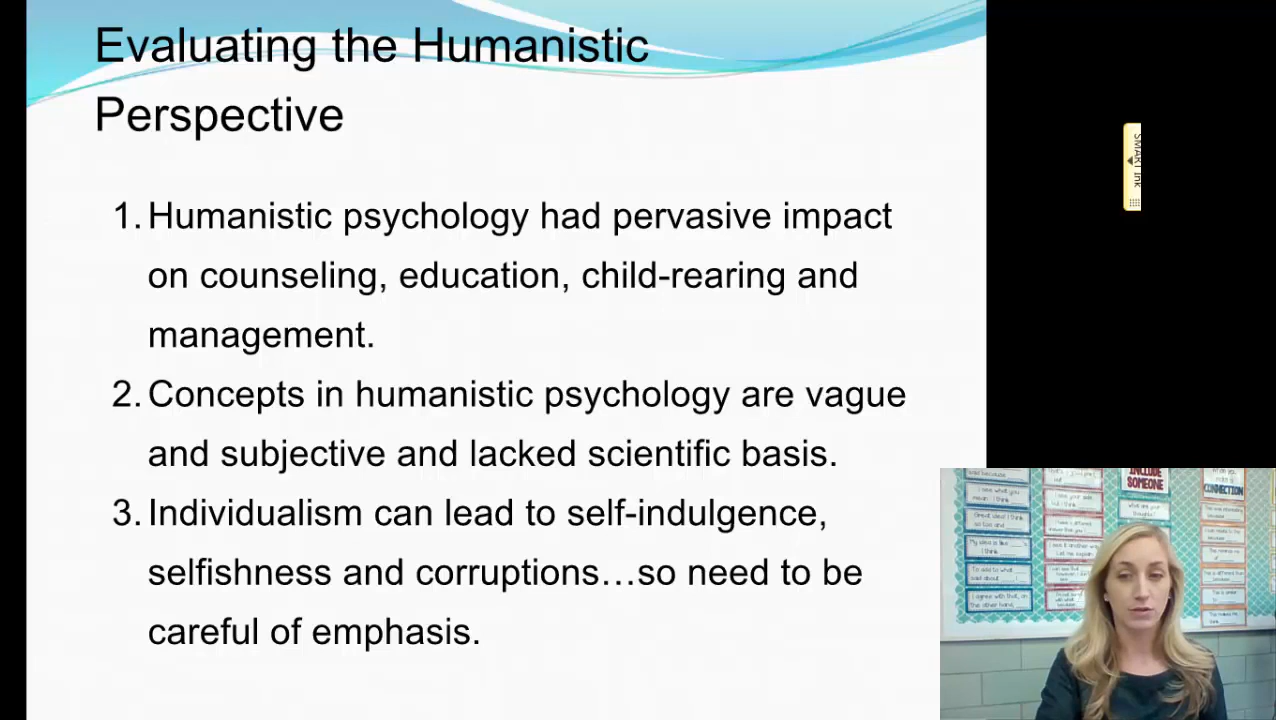 Evaluating the Humanistic
Perspective
1. Humanistic psychology had pervasive impact
on counseling, education, child-rearing and
management.
2. Concepts in humanistic psychology are vague
and subjective and lacked scientific basis.
3. Individualism can lead to self-indulgence,
selfishness and corruptions…so need to be
careful of emphasis.
SMART Ink
INCLUDE
SOMEONE
CONNECTION